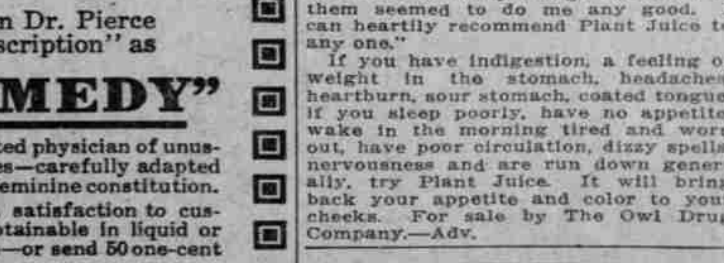 n Dr. Pierce
scription" as
MEDY"
ted physician of unus-
es—carefully adapted
eminine constitution.
satisfaction to cus-
tainable in liquid or
—or send 50 one-cent
them seemed to do me any good.
can heartily recommend Plant Juice t
any one."
If you have indigestion, a feeling o
weight in the stomach, headache
heartburn, sour stomach, coated tongue
if you sleep poorly, have no appetite
wake in the morning tired and wor
out, have poor circulation, dizzy spells
nervousness and are run down gener
ally, try Plant Juice. It will brin
back your appetite and color to you
cheeks. For sale by The Owl Dru
Company.—Adv.